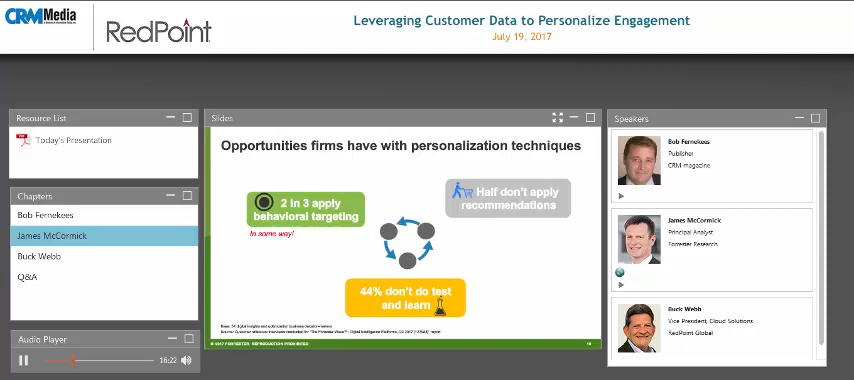 CRM Media
RedPoint
Leveraging Customer Data to Personalize Engagement
July 19, 2017
Resource List
Today's Presentation
Chapters
Bob Fernekees
James McCormick
Buck Webb
Q&A
Audio Player
16:22
Slides
Opportunities firms have with personalization techniques
2 in 3 apply
behavioral targeting
In some way!
Half don't apply
recommendations
44% don't do test
and learn
© 2017 FORRESTER. REPRODUCTION PROHIBITED
Speakers
Bob Fernekees
Publisher
CRM magazine
James McCormick
Principal Analyst
Forrester Research
Buck Webb
Vice President, Cloud Solutions
RedPoint Global